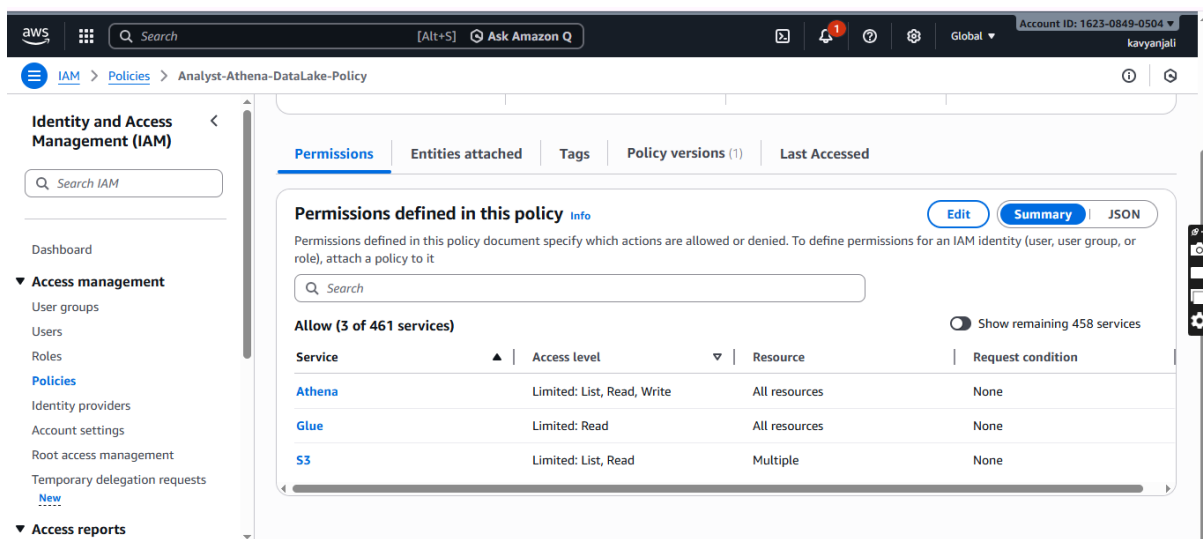 aws
Search [Alt+S] Ask Amazon Q
1
Global
Account ID: 1623-0849-0504
kavyanjali
IAM > Policies > Analyst-Athena-DataLake-Policy
Identity and Access
Management (IAM)
Search IAM
Dashboard
Access management
User groups
Users
Roles
Policies
Identity providers
Account settings
Root access management
Temporary delegation requests
New
Access reports
Permissions Entities attached Tags Policy versions (1) Last Accessed
Permissions defined in this policy Info
Edit Summary JSON
Permissions defined in this policy document specify which actions are allowed or denied. To define permissions for an IAM identity (user, user group, or
role), attach a policy to it
Search
Allow (3 of 461 services)
Show remaining 458 services
Service Access level Resource Request condition
Athena Limited: List, Read, Write All resources None
Glue Limited: Read All resources None
S3 Limited: List, Read Multiple None